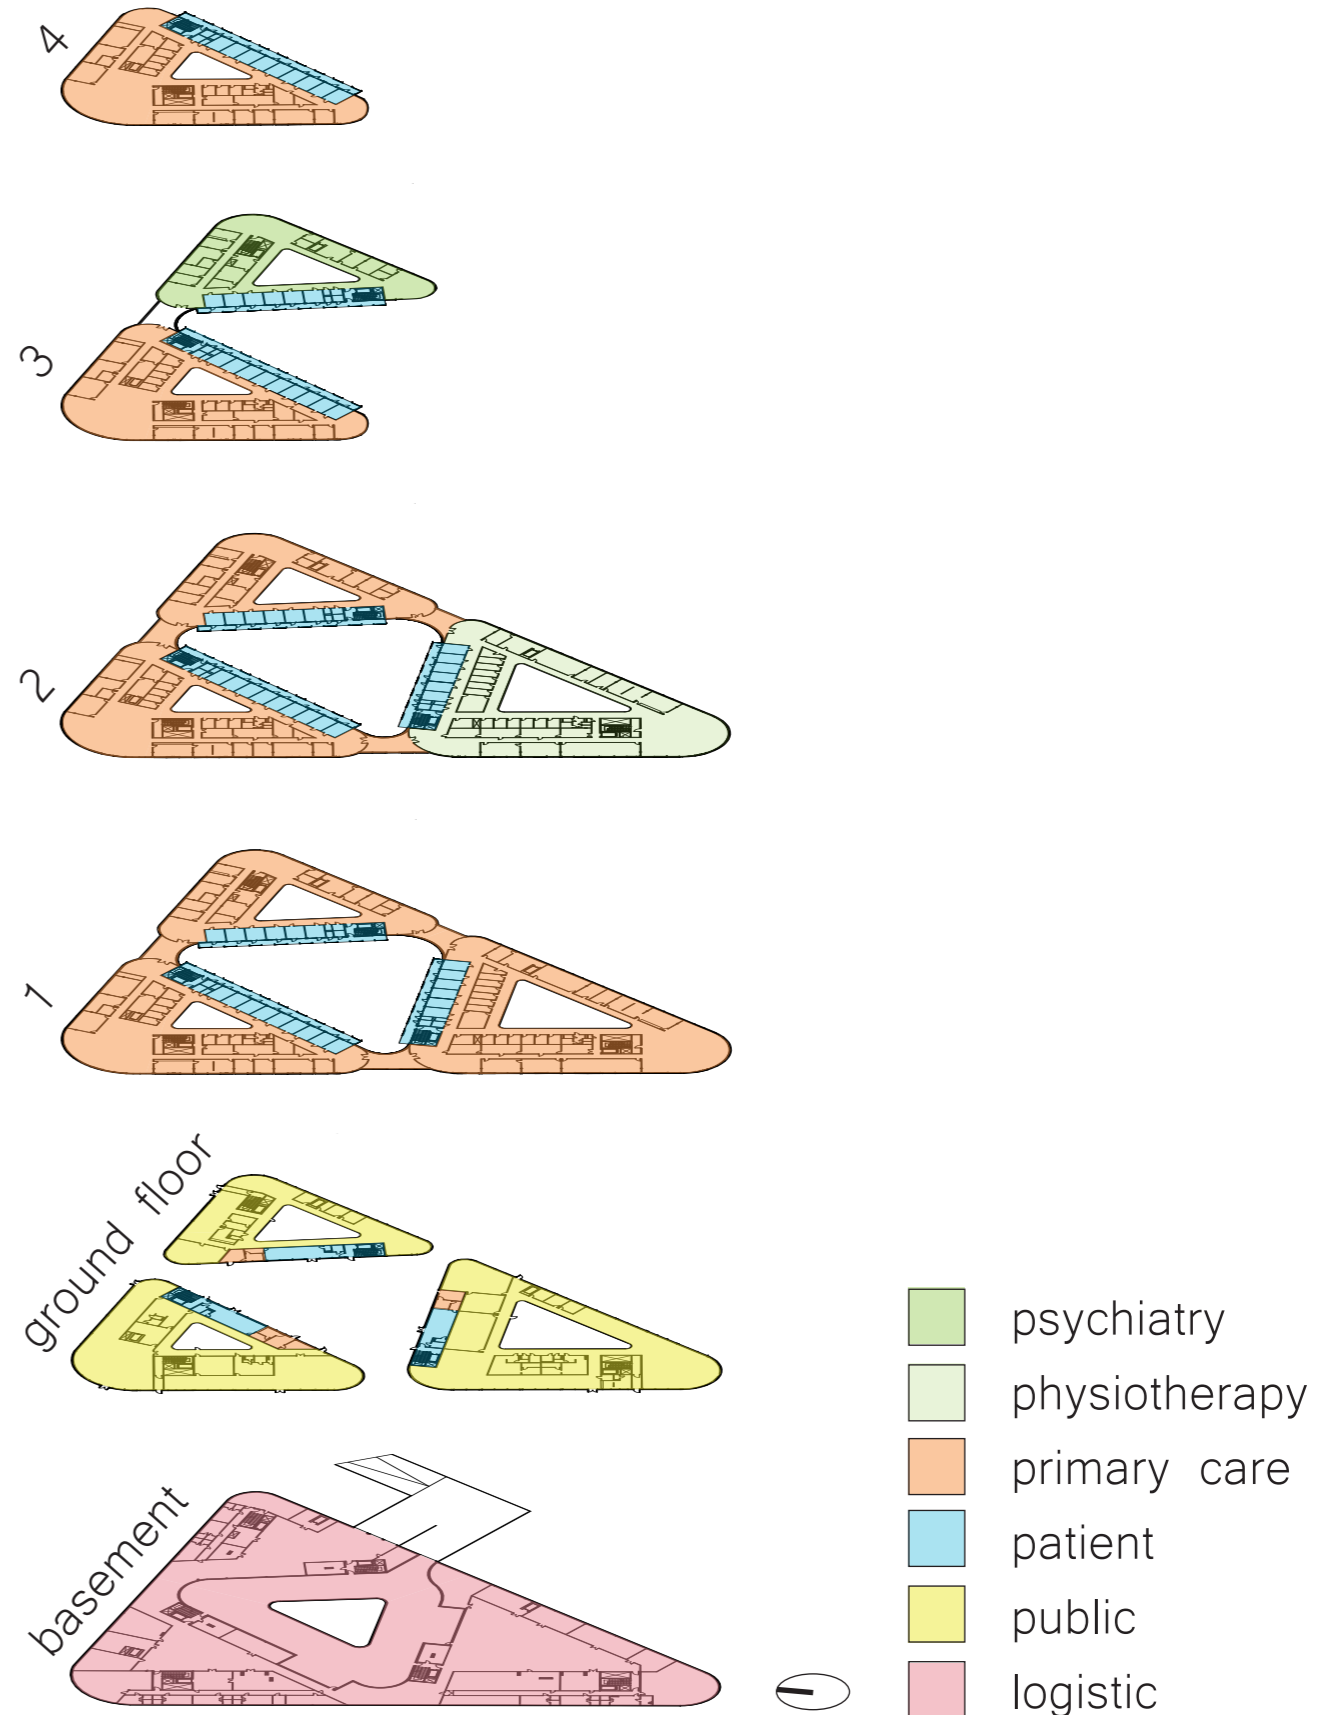 4
3
2
1
ground floor
basement
psychiatry
physiotherapy
primary care
patient
public
logistic